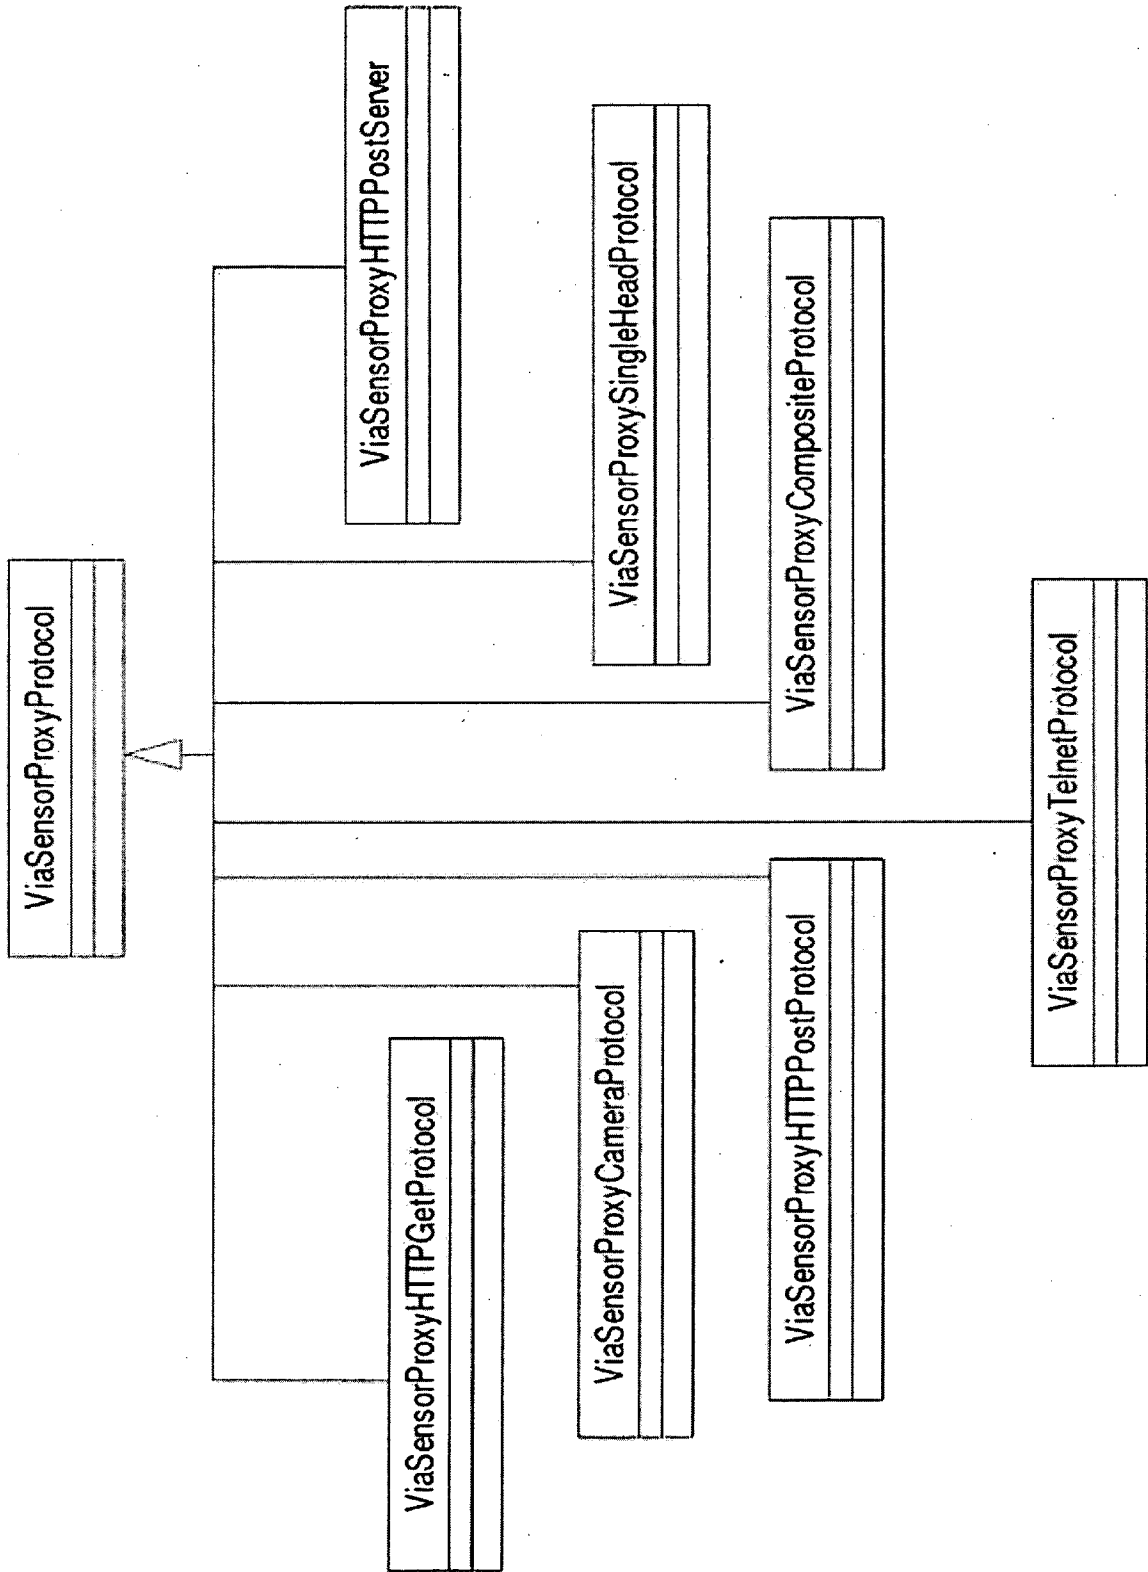 ViaSensorProxyProtocol
ViaSensorProxyHTTPGetProtocol
ViaSensorProxyHTTPPostServer
ViaSensorProxyCameraProtocol
ViaSensorProxySingleHeadProtocol
ViaSensorProxyHTTPPostProtocol
ViaSensorProxyCompositeProtocol
ViaSensorProxyTelnetProtocol